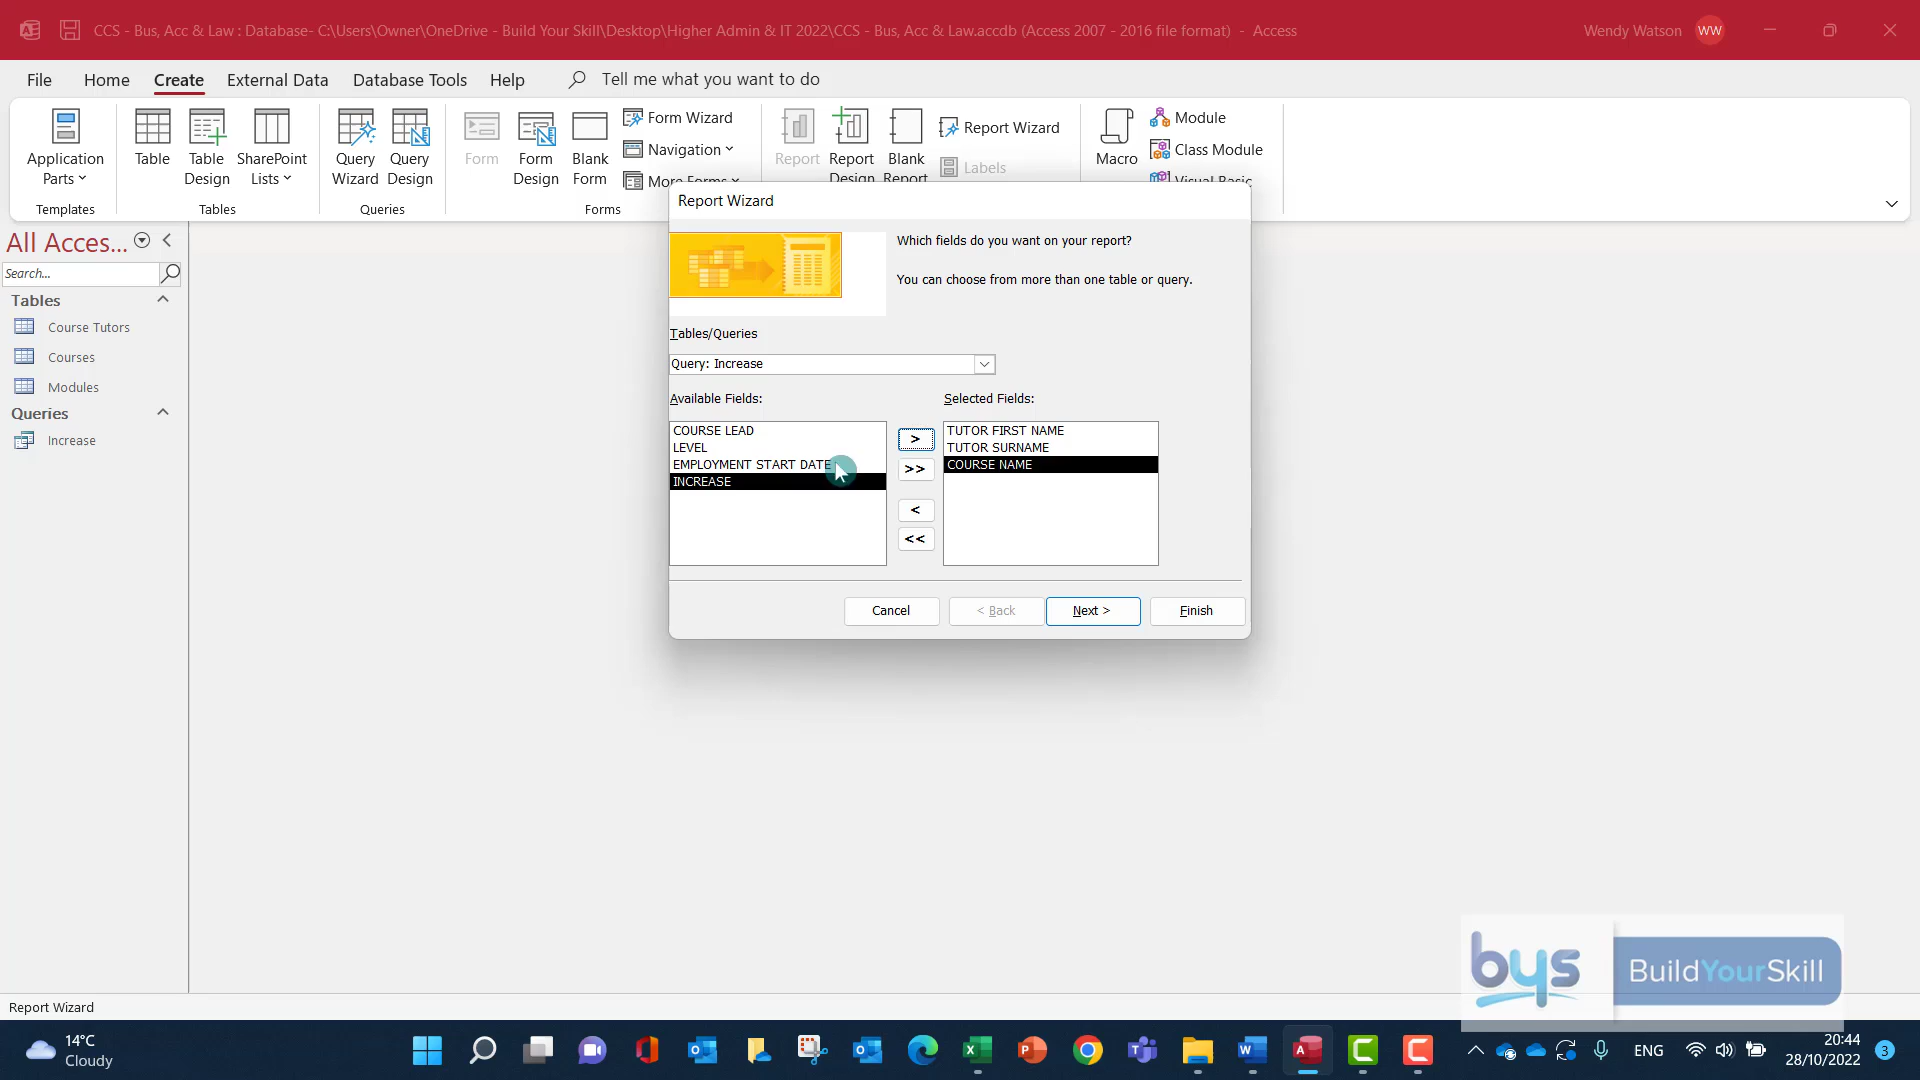 CCS - Bus, Acc & Law : Database- C:\Users\Owner\OneDrive - Build Your Skill\Desktop\Higher Admin & IT 2022\CCS - Bus, Acc & Law.accdb (Access 2007 - 2016 file format) - Access
Wendy Watson WW
File Home Create External Data Database Tools Help Tell me what you want to do
Application Parts
Templates
Table
Table Design
SharePoint Lists
Tables
Query Wizard
Query Design
Queries
Form
Form Design
Blank Form
Form Wizard
Navigation
More Forms
Forms
Report
Report Design
Blank Report
Report Wizard
Labels
Macro
Module
Class Module
Visual Basic
All Acces...
Search...
Tables
Course Tutors
Courses
Modules
Queries
Increase
Report Wizard
Which fields do you want on your report?
You can choose from more than one table or query.
Tables/Queries
Query: Increase
Available Fields:
Selected Fields:
COURSE LEAD
LEVEL
EMPLOYMENT START DATE
INCREASE
>
>>
<
<<
TUTOR FIRST NAME
TUTOR SURNAME
COURSE NAME
Cancel < Back Next > Finish
bys BuildYourSkill
Report Wizard
14°C
Cloudy
ENG
20:44
28/10/2022
3